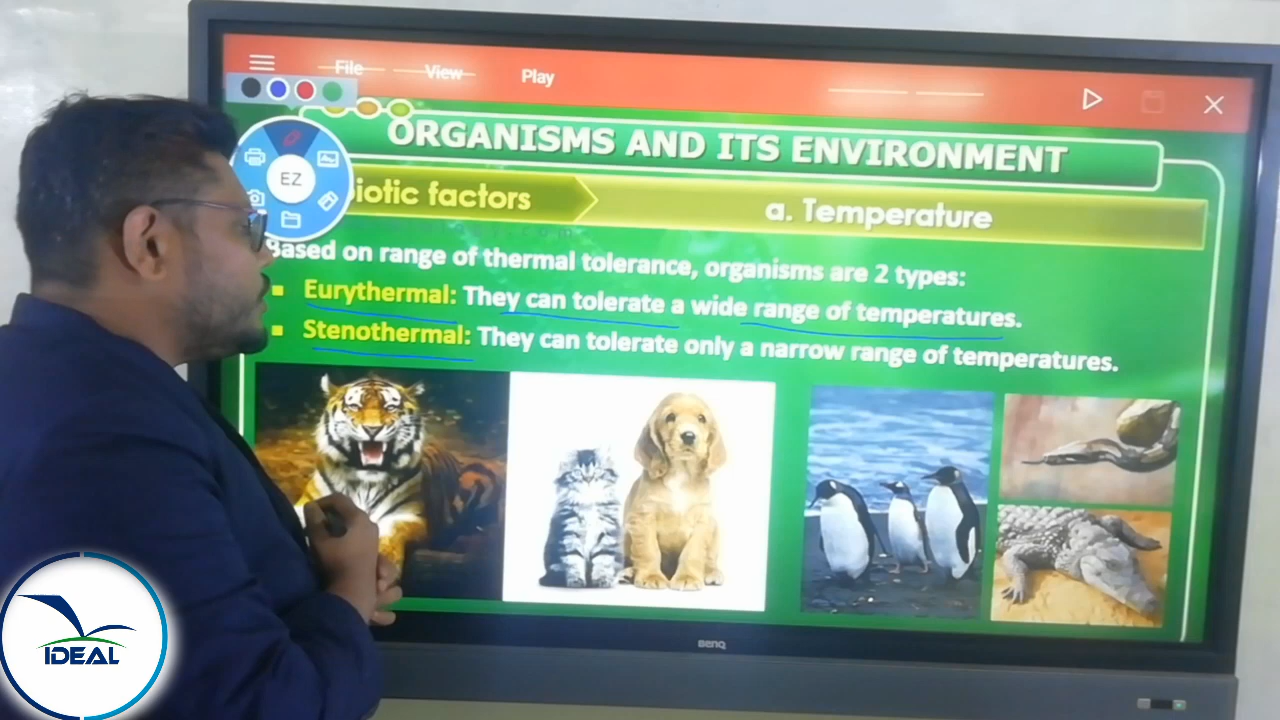 File View Play
ORGANISMS AND ITS ENVIRONMENT
EZ
iotic factors
a. Temperature
Based on range of thermal tolerance, organisms are 2 types:
▪ Eurythermal: They can tolerate a wide range of temperatures.
▪ Stenothermal: They can tolerate only a narrow range of temperatures.
BenQ
IDEAL